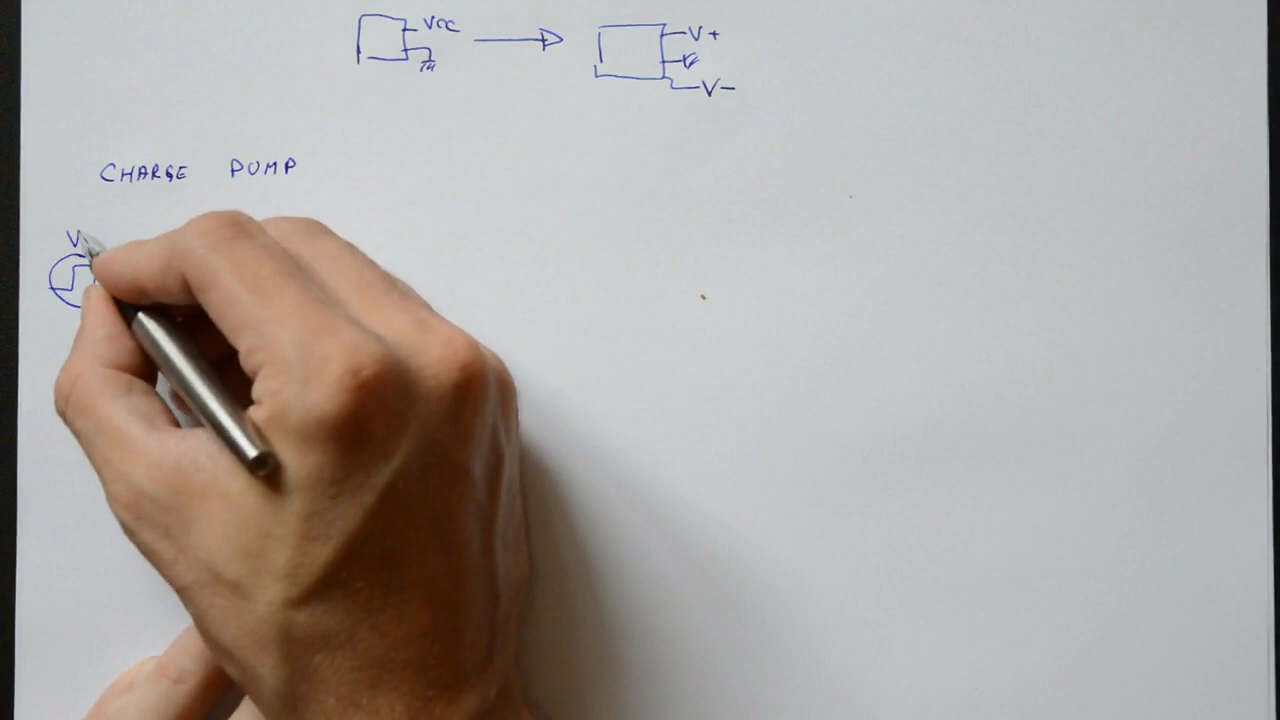 VCC
V+
V-
CHARGE PUMP
V